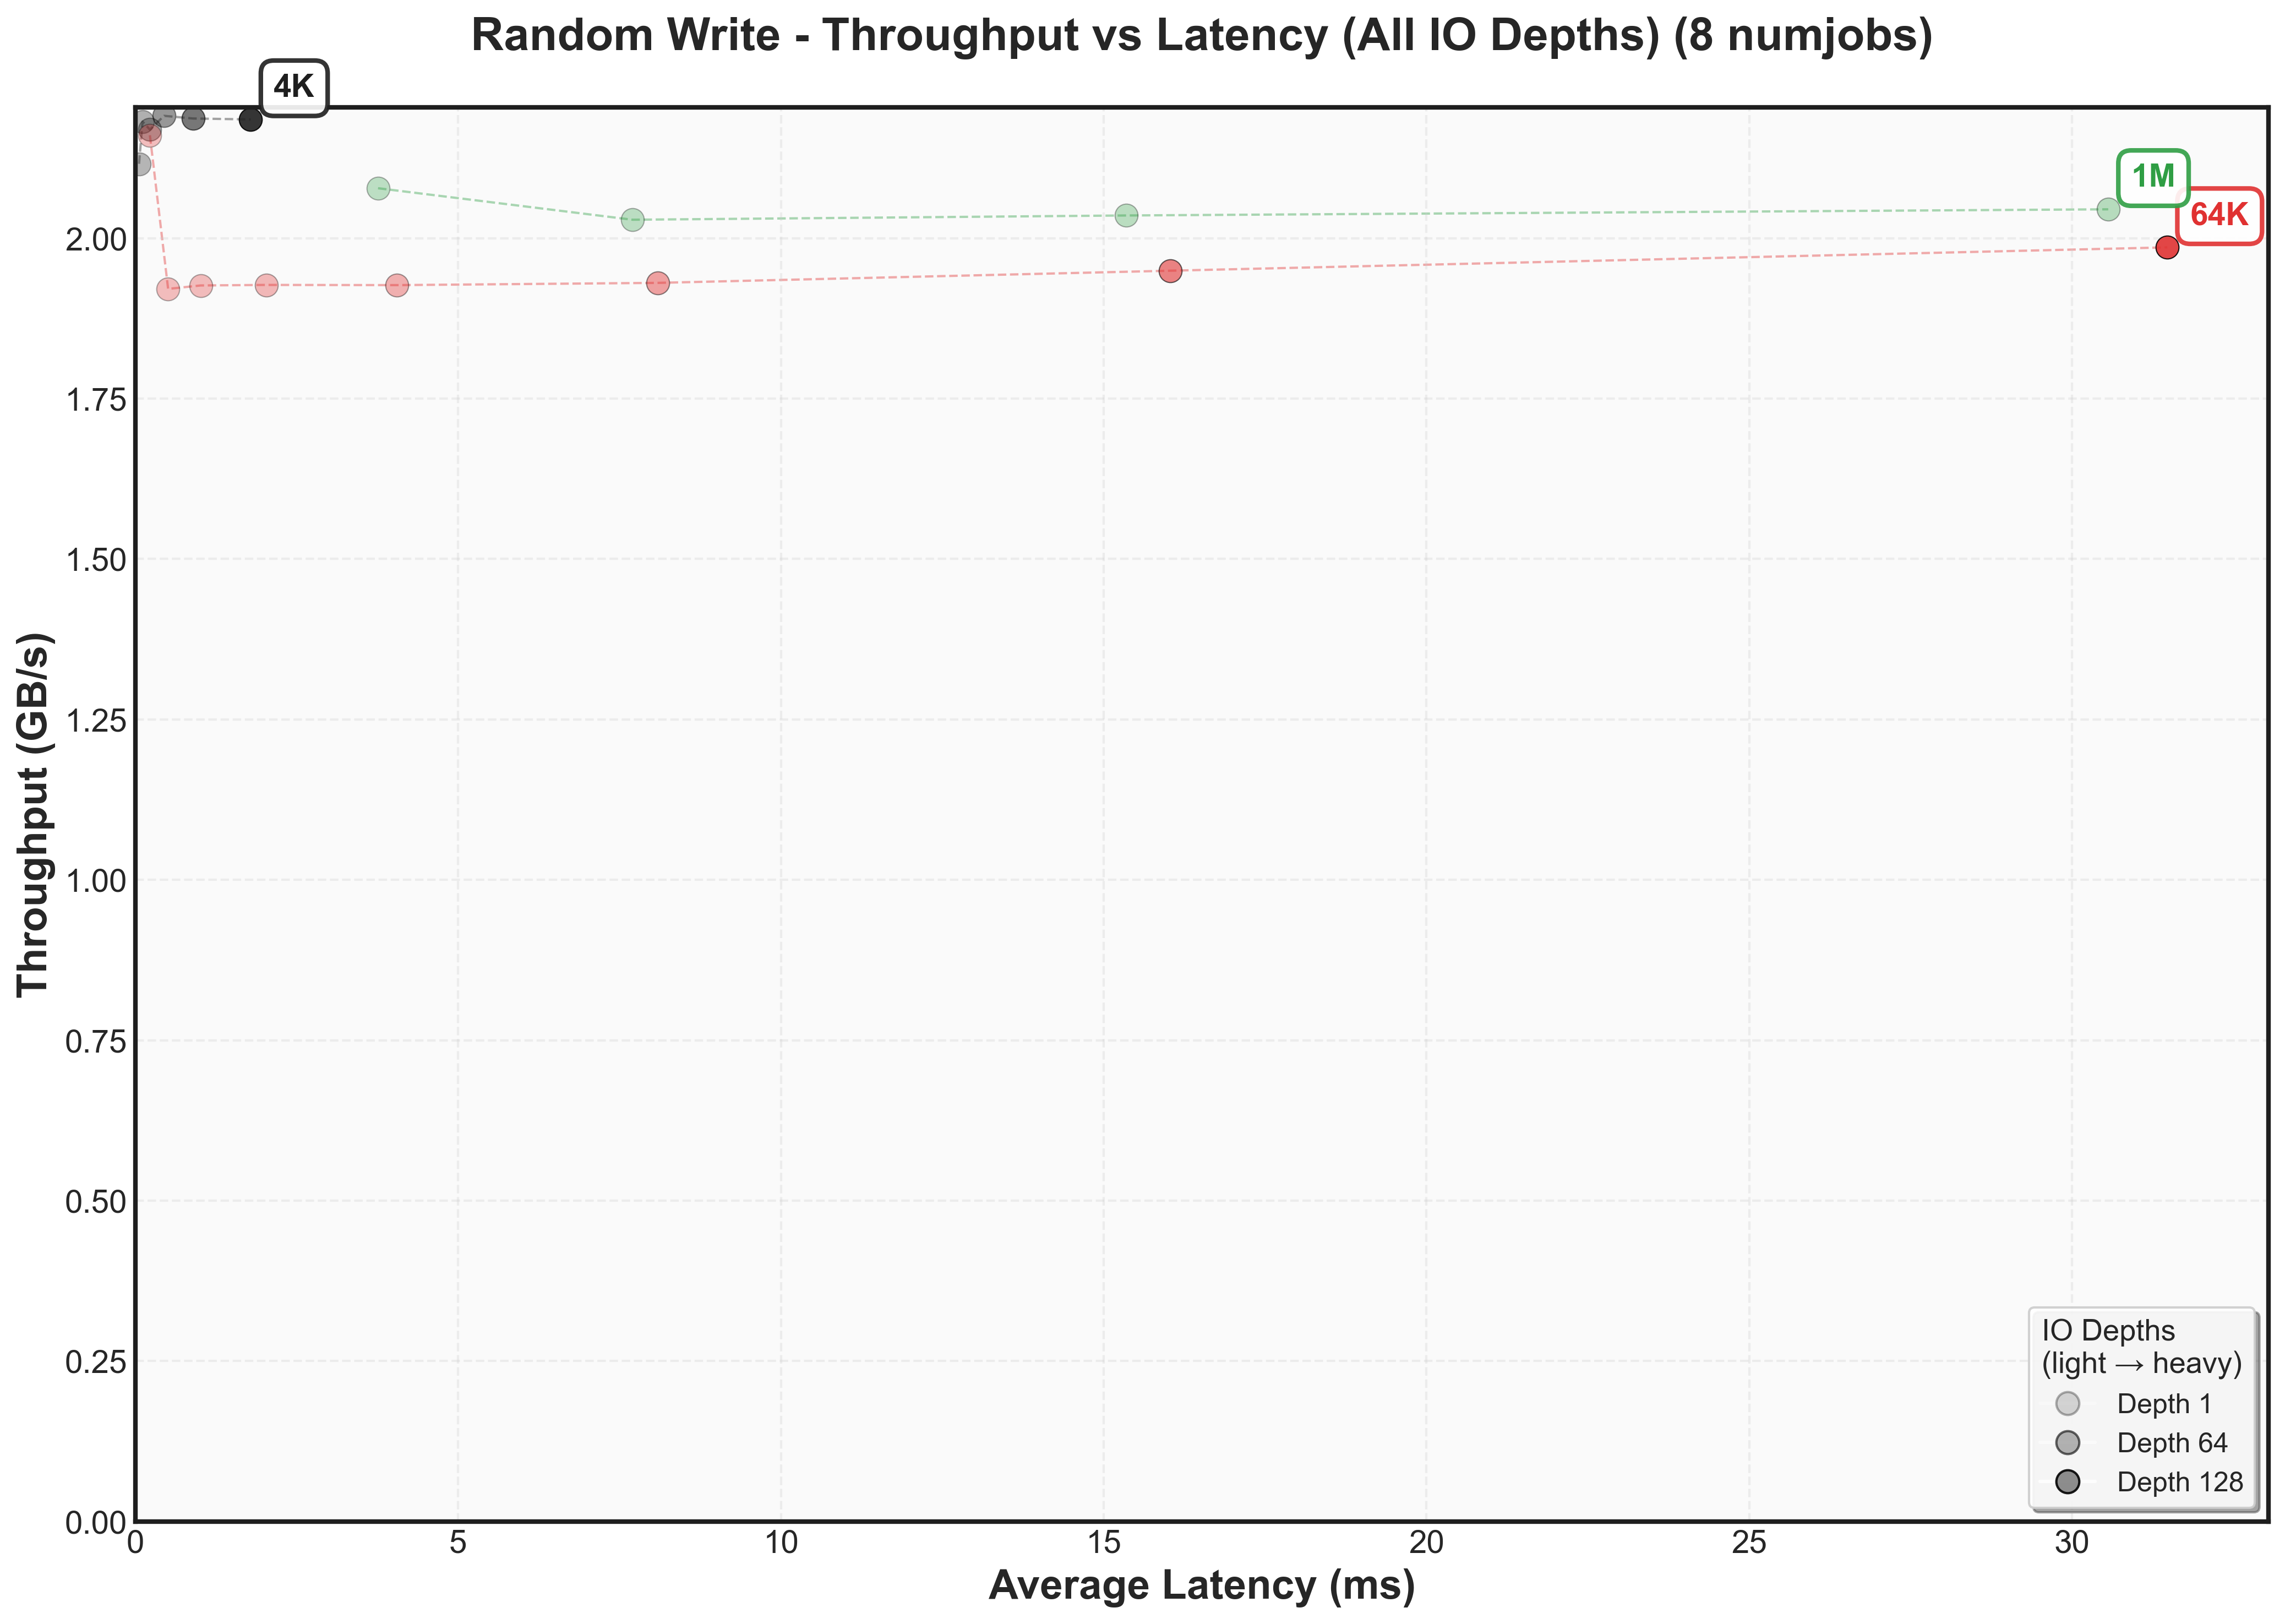 Random Write - Throughput vs Latency (All IO Depths) (8 numjobs)
4K
1M
64K
2.00
1.75
1.50
1.25
1.00
0.75
0.50
0.25
0.00
Throughput (GB/s)
IO Depths
(light → heavy)
Depth 1
Depth 64
Depth 128
0 5 10 15 20 25 30
Average Latency (ms)